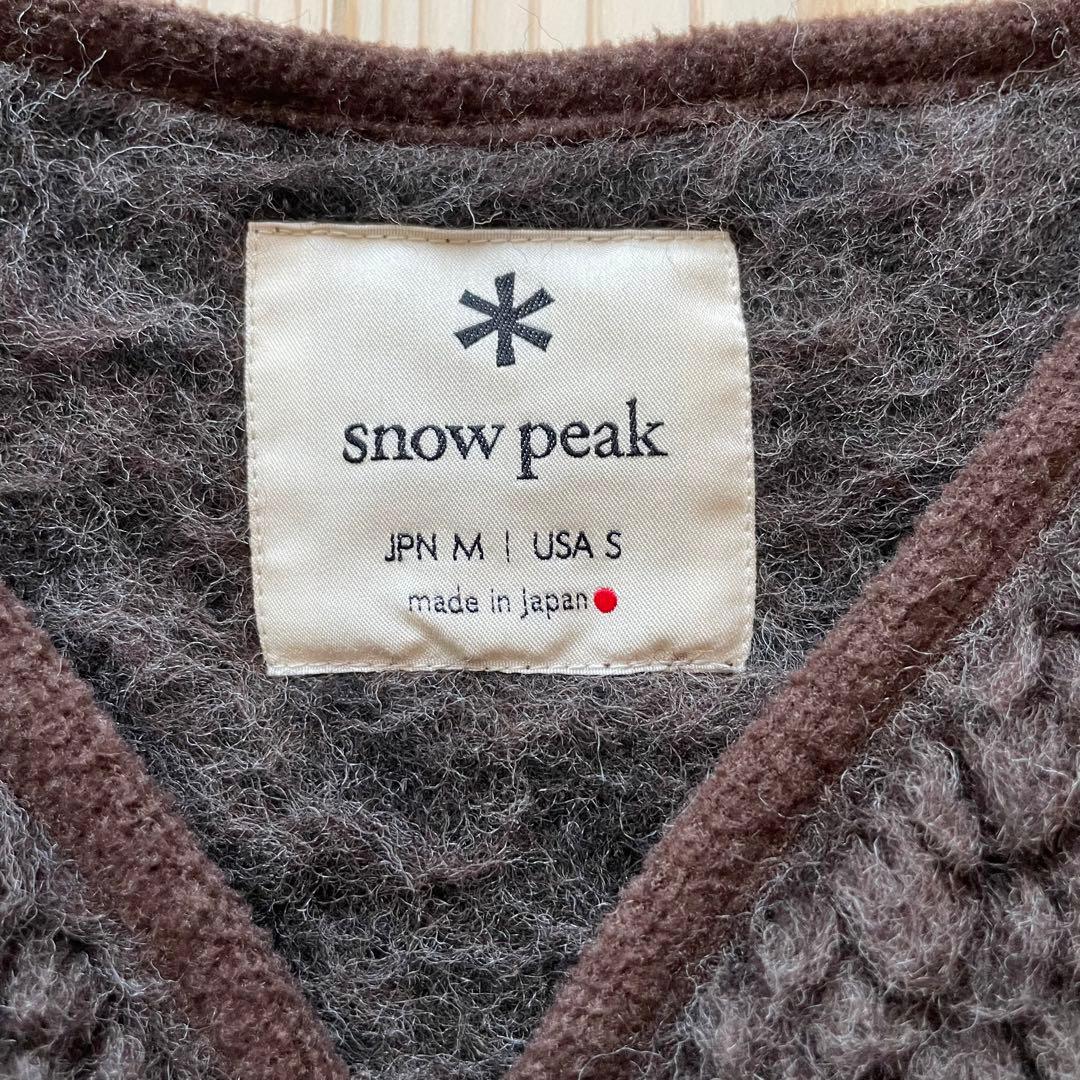 snow peak
JPN M | USA S
made in Japan